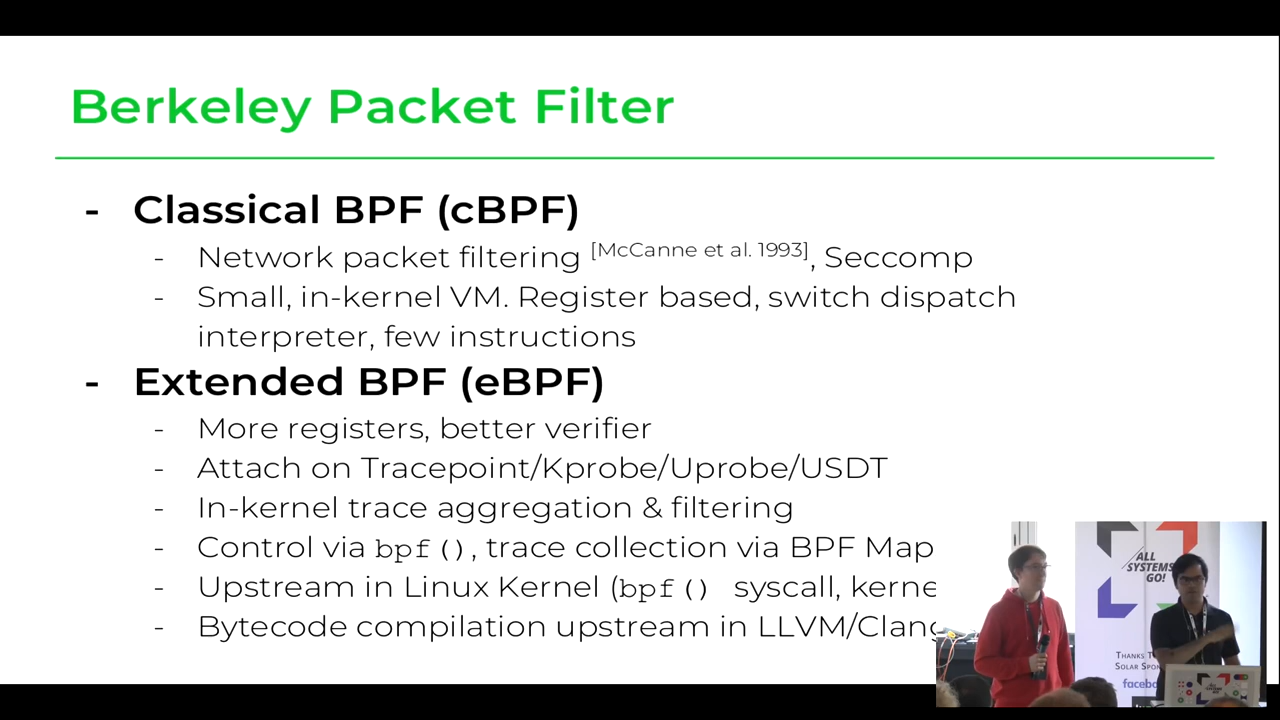 Berkeley Packet Filter
- Classical BPF (cBPF)
- Network packet filtering [McCanne et al. 1993], Seccomp
- Small, in-kernel VM. Register based, switch dispatch
interpreter, few instructions
- Extended BPF (eBPF)
- More registers, better verifier
- Attach on Tracepoint/Kprobe/Uprobe/USDT
- In-kernel trace aggregation & filtering
- Control via bpf(), trace collection via BPF Map
- Upstream in Linux Kernel (bpf() syscall, kerne
- Bytecode compilation upstream in LLVM/Clang
ALL
SYSTEMS
GO!
THANKS T
SOLAR SPON
facebo